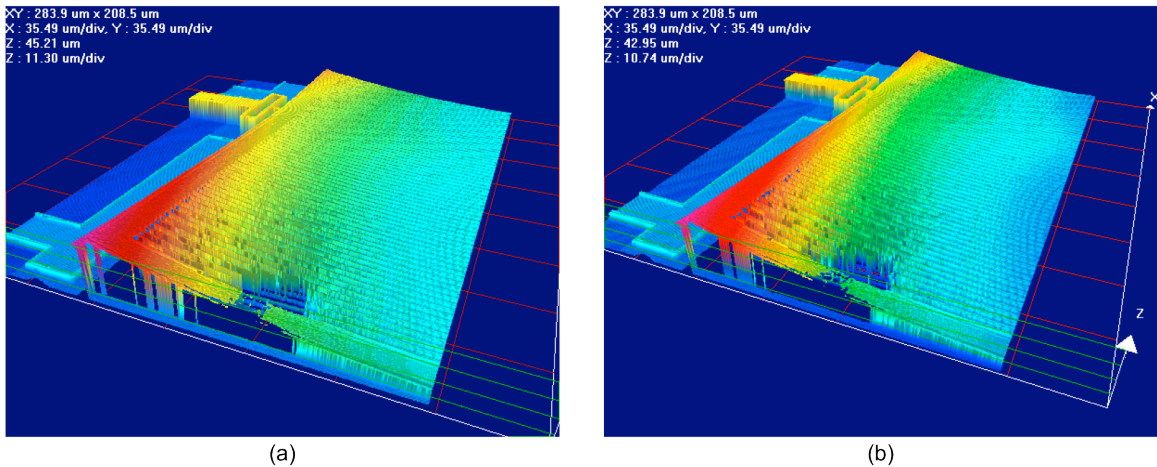 XY : 283.9 um x 208.5 um
X : 35.49 um/div, Y : 35.49 um/div
Z : 45.21 um
Z : 11.30 um/div
XY : 283.9 um x 208.5 um
X : 35.49 um/div, Y : 35.49 um/div
Z : 42.95 um
Z : 10.74 um/div
X
Z
(a)
(b)